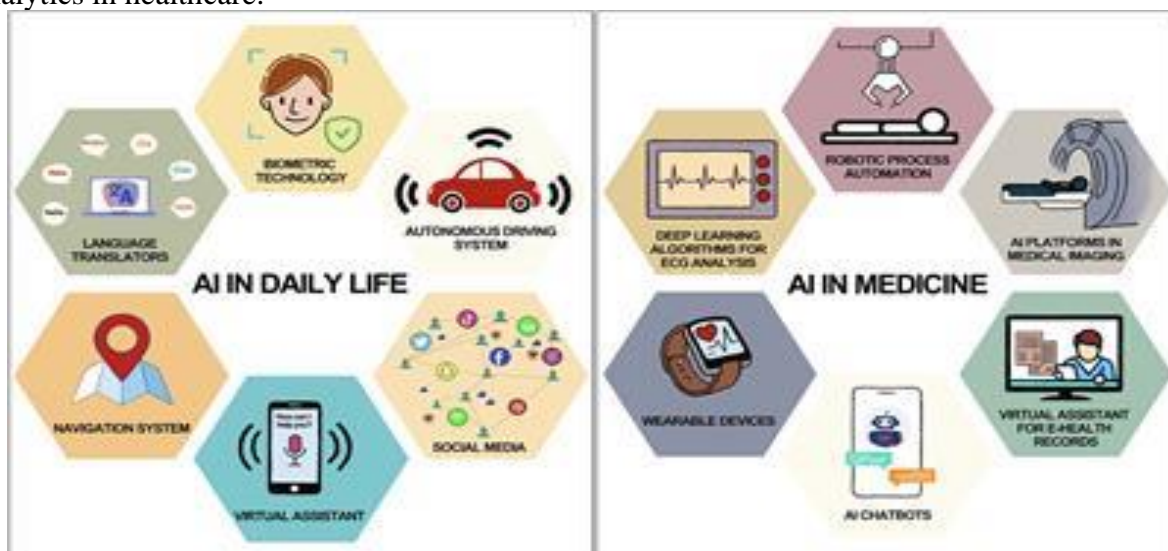 alytics in healthcare.
BIOMETRIC
TECHNOLOGY
LANGUAGE
TRANSLATORS
AUTONOMOUS DRIVING
SYSTEM
AI IN DAILY LIFE
NAVIGATION SYSTEM
How can I
help you?
VIRTUAL ASSISTANT
SOCIAL MEDIA
ROBOTIC PROCESS
AUTOMATION
DEEP LEARNING
ALGORITHMS FOR
ECG ANALYSIS
AI PLATFORMS IN
MEDICAL IMAGING
AI IN MEDICINE
WEARABLE DEVICES
AI CHATBOTS
VIRTUAL ASSISTANT
FOR E-HEALTH
RECORDS